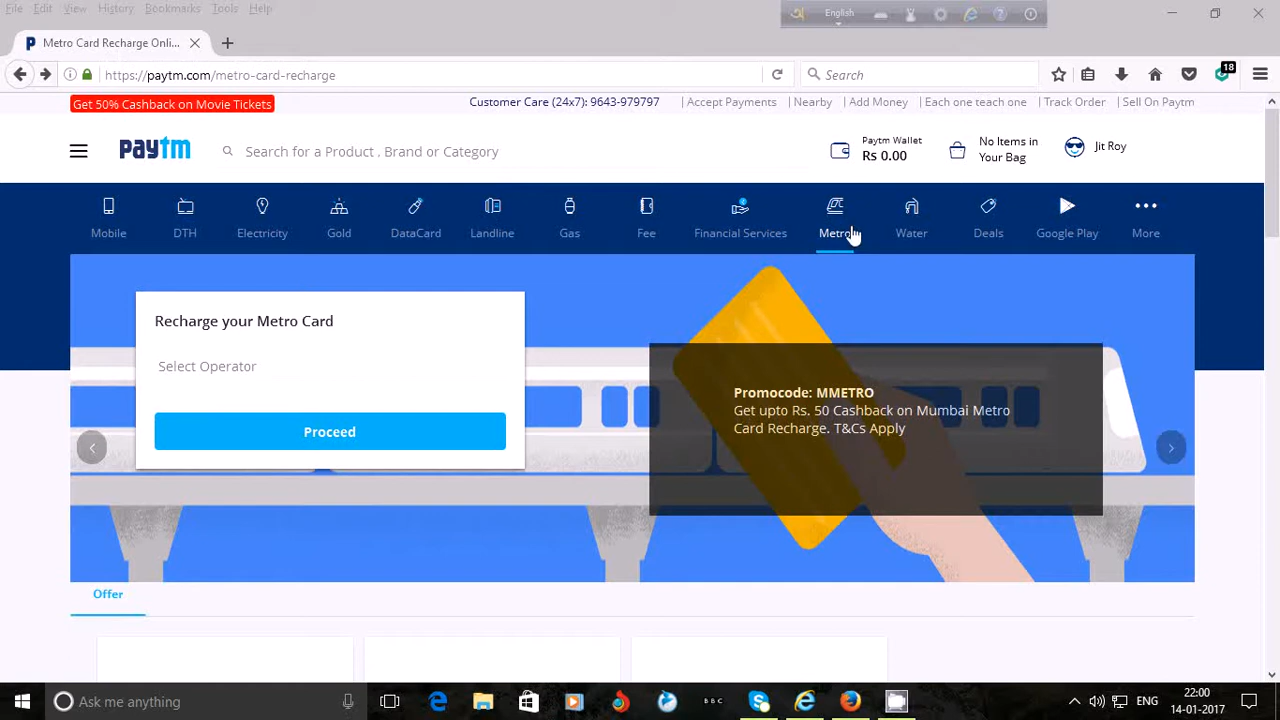 File Edit View History Bookmarks Tools Help
English
Metro Card Recharge Onli...
https://paytm.com/metro-card-recharge
Search
18
Get 50% Cashback on Movie Tickets
Customer Care (24x7): 9643-979797 | Accept Payments | Nearby | Add Money | Each one teach one | Track Order | Sell On Paytm
paytm
Search for a Product , Brand or Category
Paytm Wallet
Rs 0.00
No Items in
Your Bag
Jit Roy
Mobile DTH Electricity Gold DataCard Landline Gas Fee Financial Services Metro Water Deals Google Play More
Recharge your Metro Card
Select Operator
Proceed
Promocode: MMETRO
Get upto Rs. 50 Cashback on Mumbai Metro
Card Recharge. T&Cs Apply
Offer
Ask me anything
BBC
ENG
22:00
14-01-2017